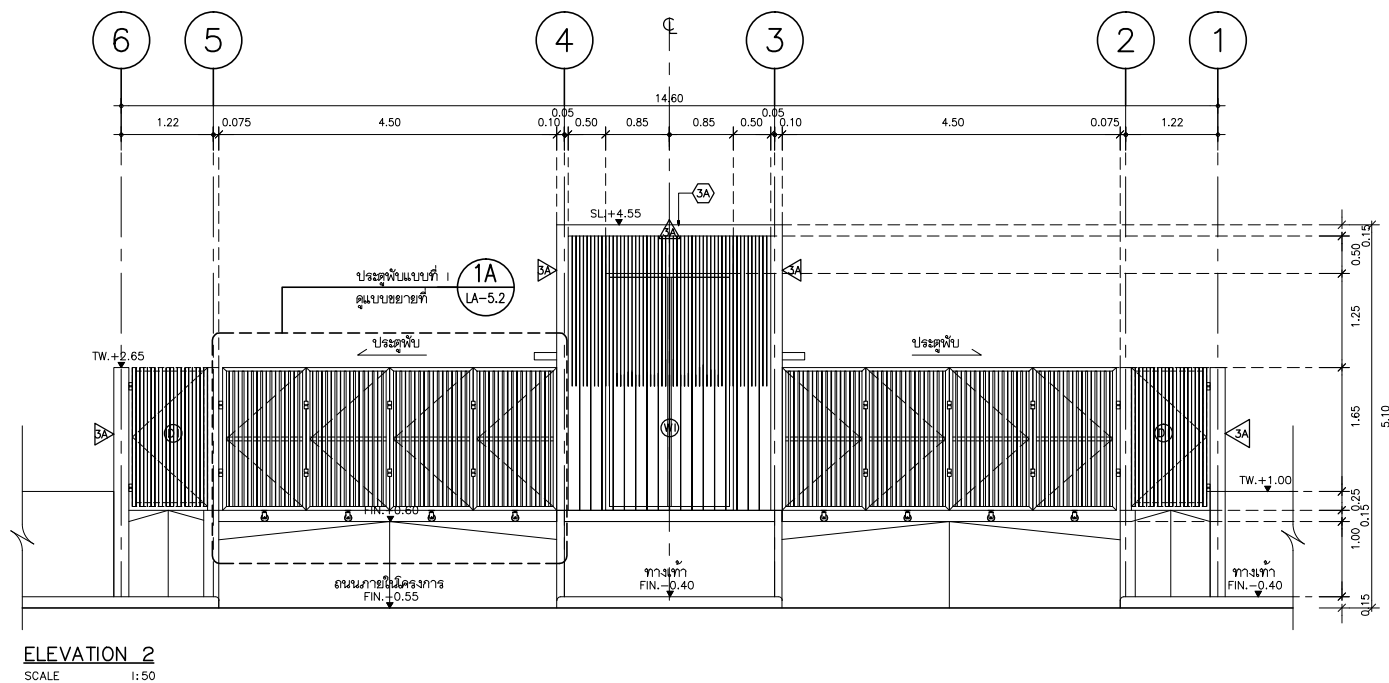 6 5 4 ℄ 3 2 1
14.60
1.22 0.075 4.50 0.10 0.05 0.50 0.85 0.85 0.50 0.05 0.10 4.50 0.075 1.22
3A
SL.+4.55
3A
3A 3A
ประตูพับแบบที่ 1
ดูแบบขยายที่
1A
LA-5.2
TW.+2.65
ประตูพับ
ประตูพับ
3A
W1
3A
TW.+1.00
ถนนภายในโครงการ
FIN.-0.55
ทางเท้า
FIN.-0.40
ทางเท้า
FIN.-0.40
0.15
0.50
1.25
1.65
0.25
0.15
1.00
0.15
5.10
ELEVATION 2
SCALE 1:50